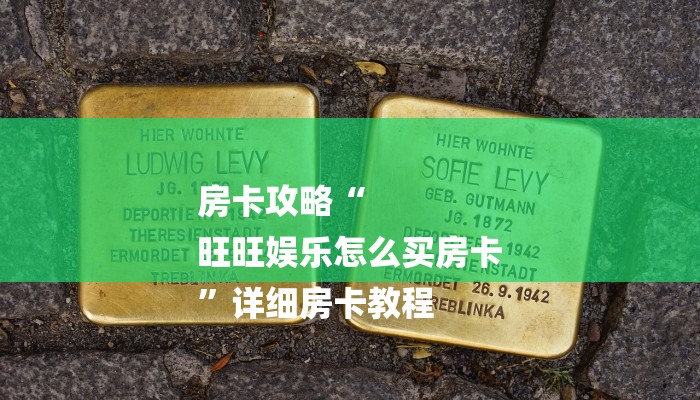 HIER WOHNTE
LUDWIG LEVY
DEPORTIE
THERESIENSTADT
ERMORDET
TREBLINKA
HIER WOHNTE
SOFIE LEVY
GEB. GUTMANN
JG. 1872
1942
ENSTADT
ERMORDET 26.9.1942
REBLINKA
房卡攻略“
旺旺娱乐怎么买房卡
”详细房卡教程